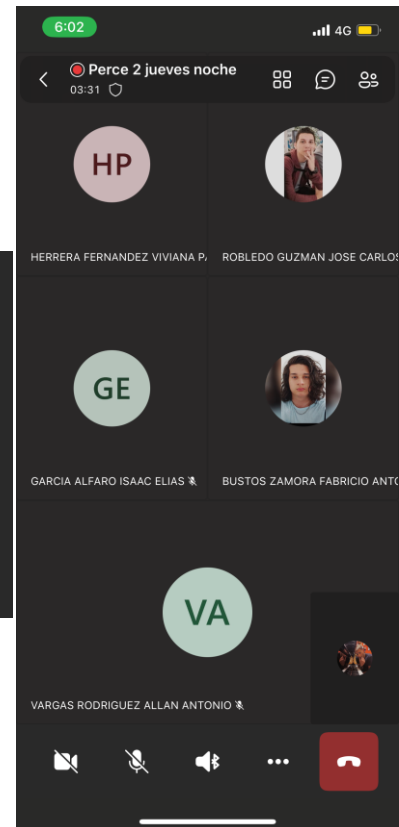 6:02
4G
Perce 2 jueves noche
03:31
HP
HERRERA FERNANDEZ VIVIANA P
ROBLEDO GUZMAN JOSE CARLOS
GE
GARCIA ALFARO ISAAC ELIAS
BUSTOS ZAMORA FABRICIO ANTO
VA
VARGAS RODRIGUEZ ALLAN ANTONIO